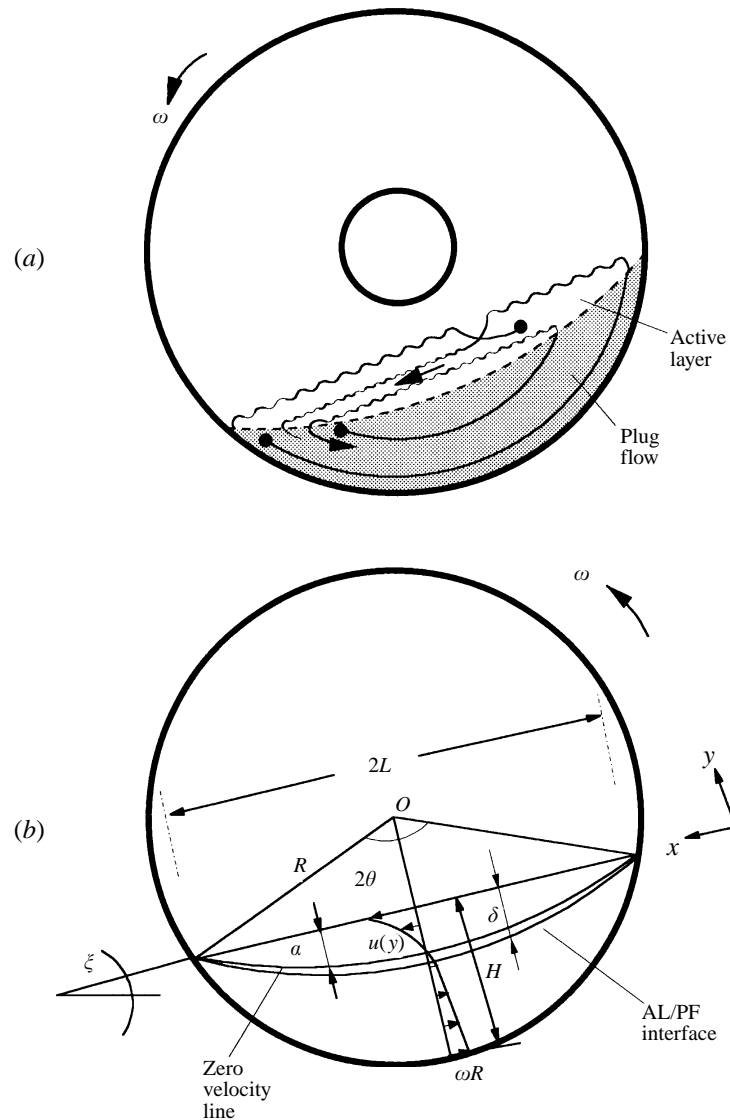 ω
(a)
Active
layer
Plug
flow
ω
2L
y
O
(b)
x
R
2θ
δ
α
u(y)
ξ
H
AL/PF
interface
Zero
velocity
line
ωR